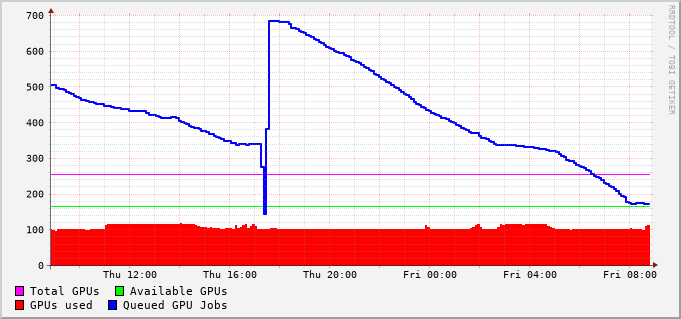 700
600
500
400
300
200
100
0
Thu 12:00 Thu 16:00 Thu 20:00 Fri 00:00 Fri 04:00 Fri 08:00
Total GPUs Available GPUs
GPUs used Queued GPU Jobs
RRDTOOL / TOBI OETIKER